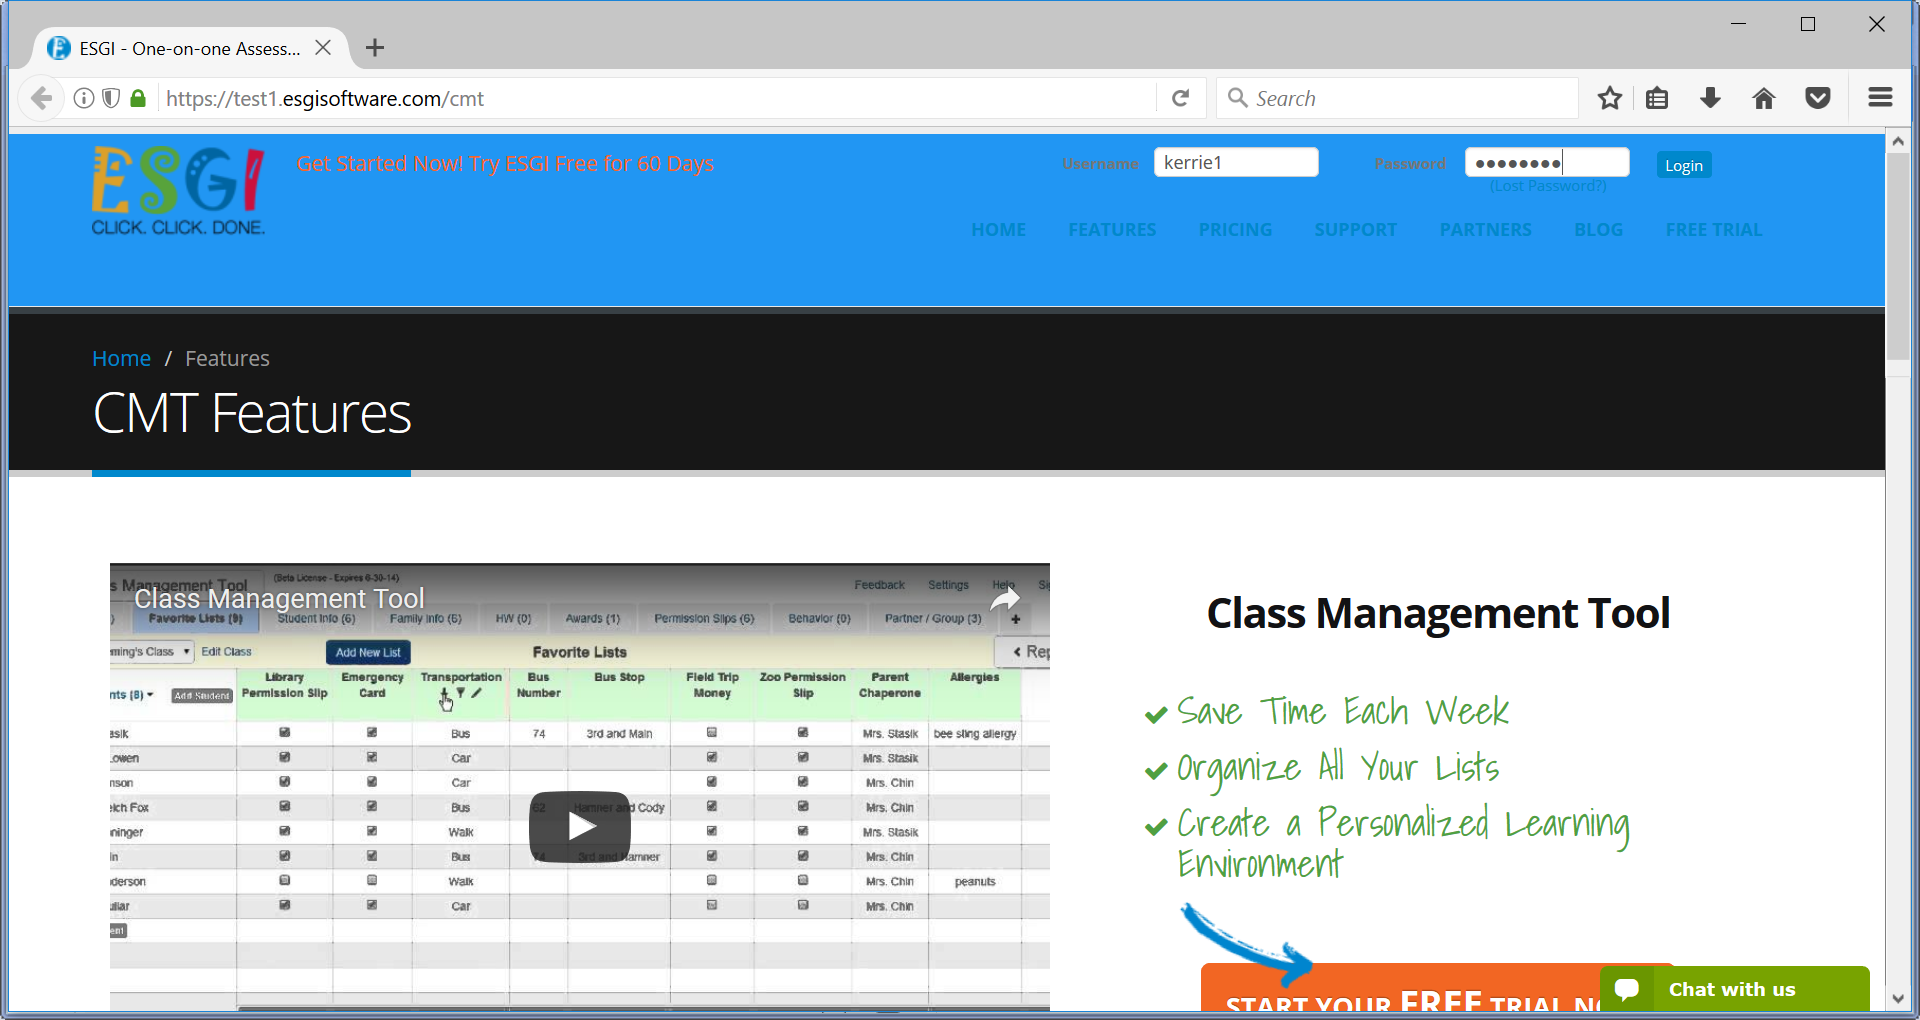 ESGI - One-on-one Assess...
https://test1.esgisoftware.com/cmt
Search
ESGI
CLICK. CLICK. DONE.
Get Started Now! Try ESGI Free for 60 Days
Username kerrie1 Password Login
(Lost Password?)
HOME FEATURES PRICING SUPPORT PARTNERS BLOG FREE TRIAL
Home / Features
CMT Features
s Management Tool (Beta License - Expires 6-30-14) Feedback Settings Help
Class Management Tool
Favorite Lists (9) Student Info (6) Family Info (6) HW (0) Awards (1) Permission Slips (6) Behavior (0) Partner / Group (3) +
ming's Class Edit Class Add New List Favorite Lists < Rep
nts (8) Add Student Library Permission Slip Emergency Card Transportation Bus Number Bus Stop Field Trip Money Zoo Permission Slip Parent Chaperone Allergies
asik Bus 74 3rd and Main Mrs. Stasik bee sting allergy
owen Car Mrs. Stasik
nson Car Mrs. Chin
lch Fox Bus 62 Hamner and Cody Mrs. Chin
ninger Walk Mrs. Stasik
in Bus 74 3rd and Hamner Mrs. Chin
derson Walk Mrs. Chin peanuts
Car Mrs. Chin
ent
Class Management Tool
Save Time Each Week
Organize All Your Lists
Create a Personalized Learning
Environment
START YOUR FREE TRIAL NO
Chat with us